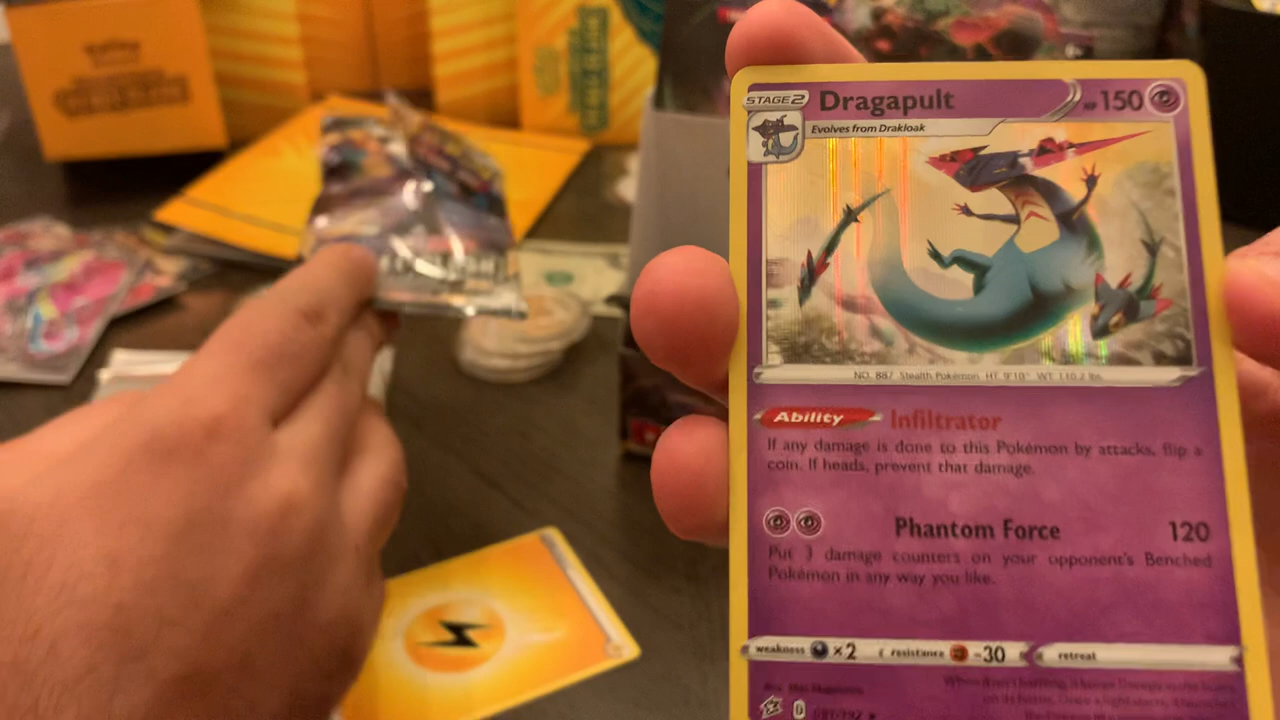 STAGE 2 Dragapult HP 150
Evolves from Drakloak
NO. 887 Stealth Pokémon HT 9'10" WT 110.2 lbs.
Ability Infiltrator
If any damage is done to this Pokémon by attacks, flip a
coin. If heads, prevent that damage.
Phantom Force 120
Put 3 damage counters on your opponent's Benched
Pokémon in any way you like.
weakness ×2 resistance -30 retreat